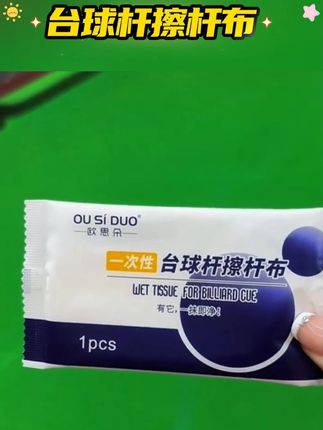 台球杆擦杆布
OU Sí DUO®
欧思朵
一次性 台球杆擦杆布
WET TISSUE FOR BILLIARD CUE
有它,一抹即净!
1pcs